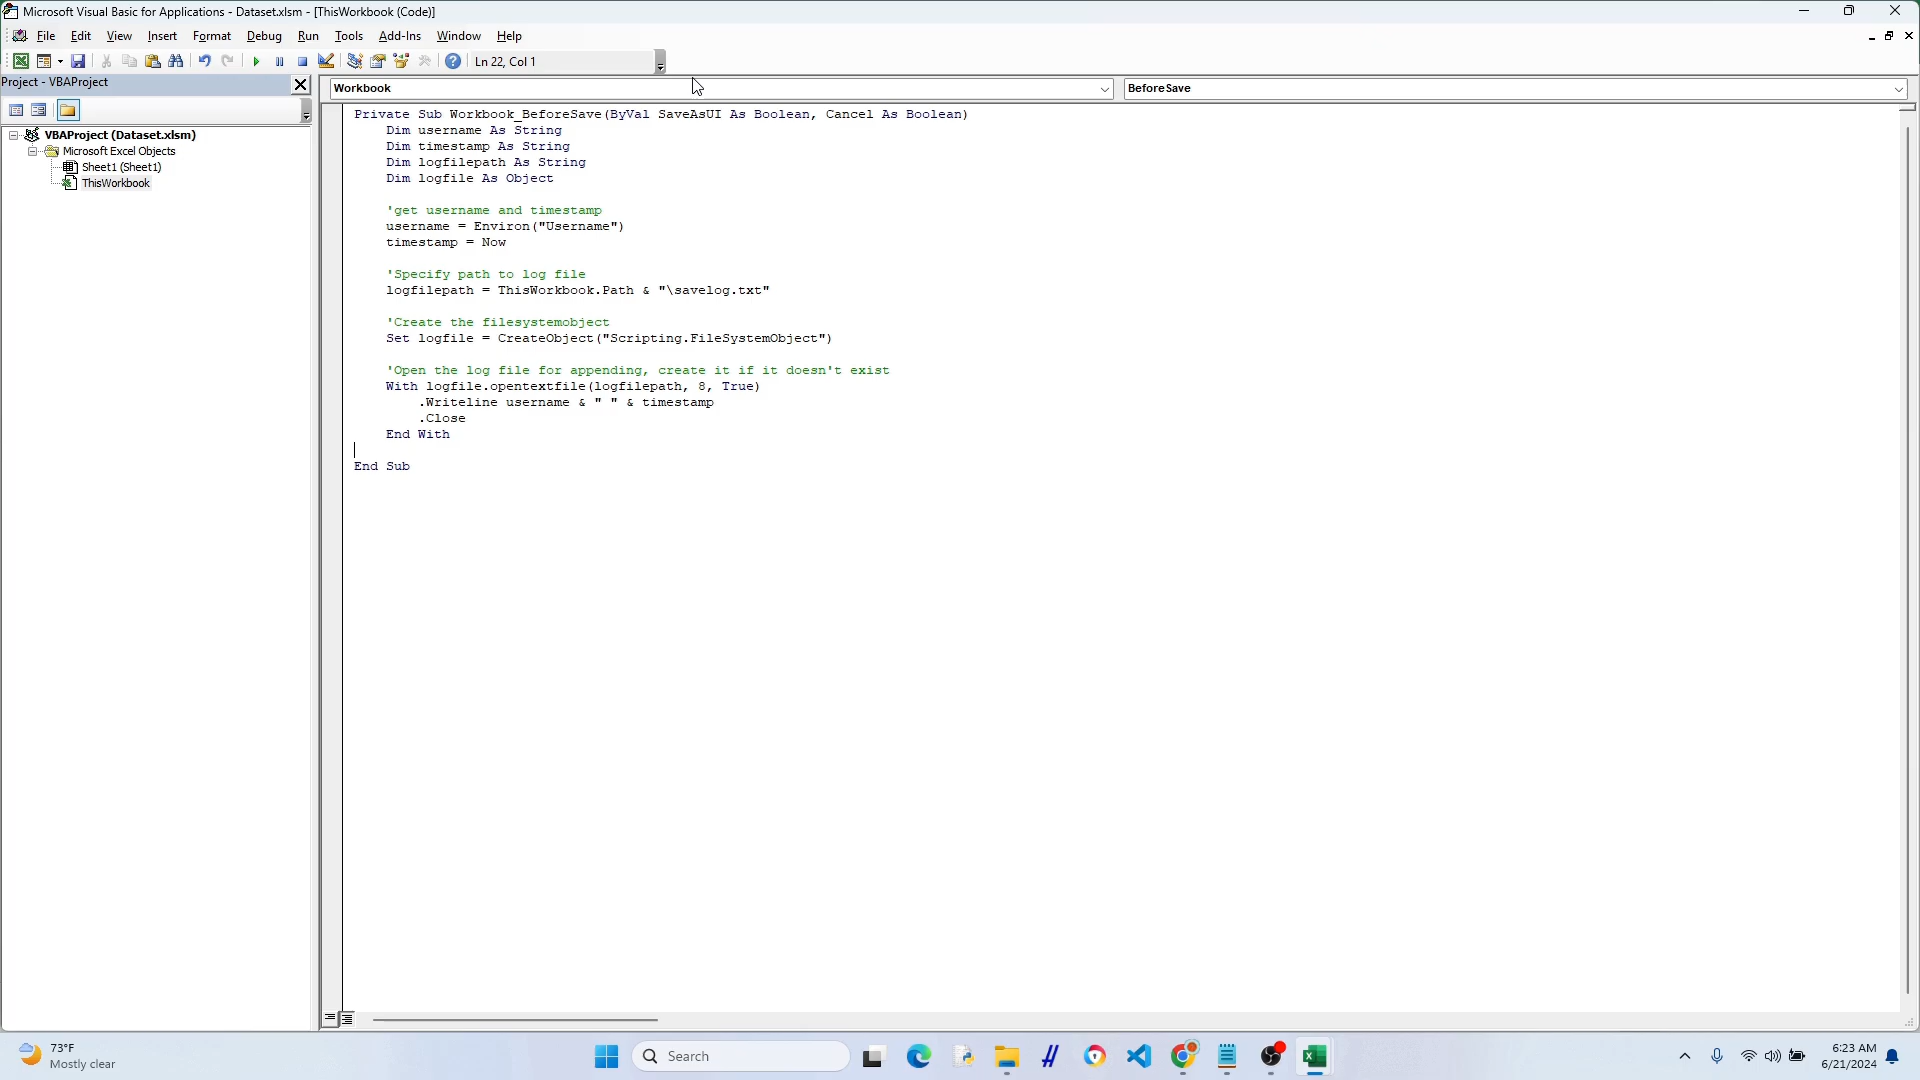 Microsoft Visual Basic for Applications - Dataset.xlsm - [ThisWorkbook (Code)]
File Edit View Insert Format Debug Run Tools Add-Ins Window Help
Ln 22, Col 1
Project - VBAProject
Workbook
BeforeSave
VBAProject (Dataset.xlsm)
Microsoft Excel Objects
Sheet1 (Sheet1)
ThisWorkbook
Private Sub Workbook_BeforeSave(ByVal SaveAsUI As Boolean, Cancel As Boolean)
Dim username As String
Dim timestamp As String
Dim logfilepath As String
Dim logfile As Object
'get username and timestamp
username = Environ("Username")
timestamp = Now
'Specify path to log file
logfilepath = ThisWorkbook.Path & "\savelog.txt"
'Create the filesystemobject
Set logfile = CreateObject("Scripting.FileSystemObject")
'Open the log file for appending, create it if it doesn't exist
With logfile.opentextfile(logfilepath, 8, True)
.Writeline username & " " & timestamp
.Close
End With
End Sub
73°F
Mostly clear
Search
6:23 AM
6/21/2024